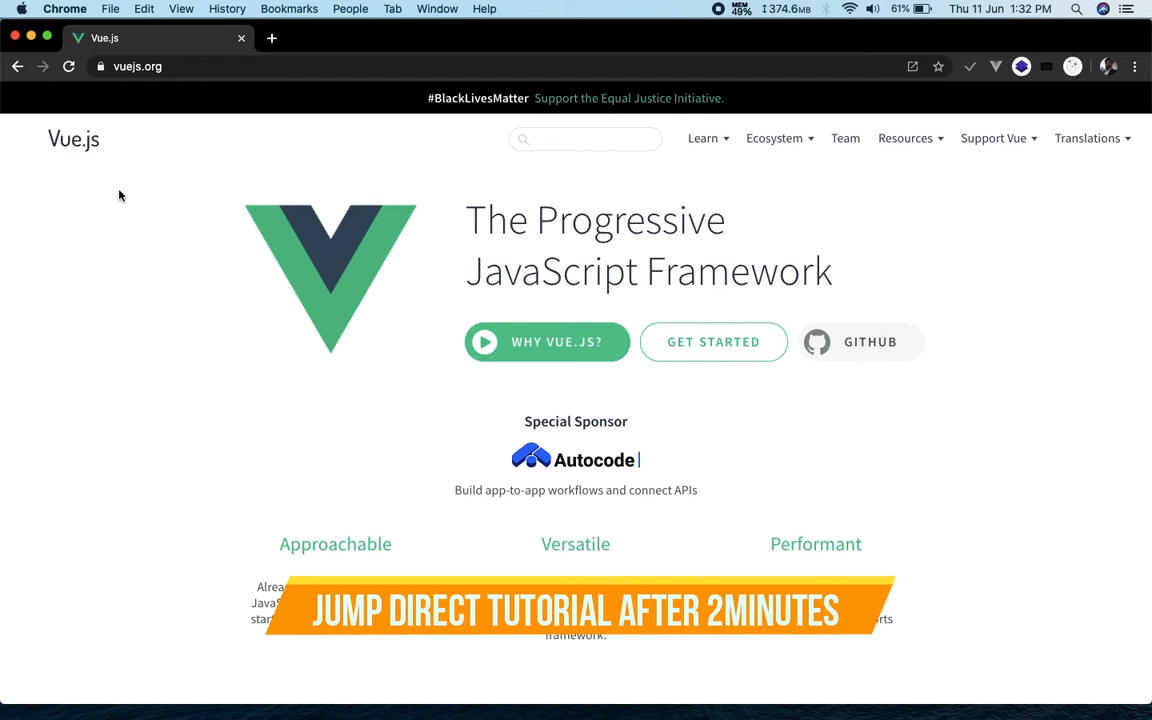 Chrome File Edit View History Bookmarks People Tab Window Help MEM 49% 374.6MB 61% Thu 11 Jun 1:32 PM
Vue.js
vuejs.org
#BlackLivesMatter Support the Equal Justice Initiative.
Vue.js Learn Ecosystem Team Resources Support Vue Translations
The Progressive
JavaScript Framework
WHY VUE.JS? GET STARTED GITHUB
Special Sponsor
Autocode
Build app-to-app workflows and connect APIs
Approachable Versatile Performant
JUMP DIRECT TUTORIAL AFTER 2MINUTES
framework.